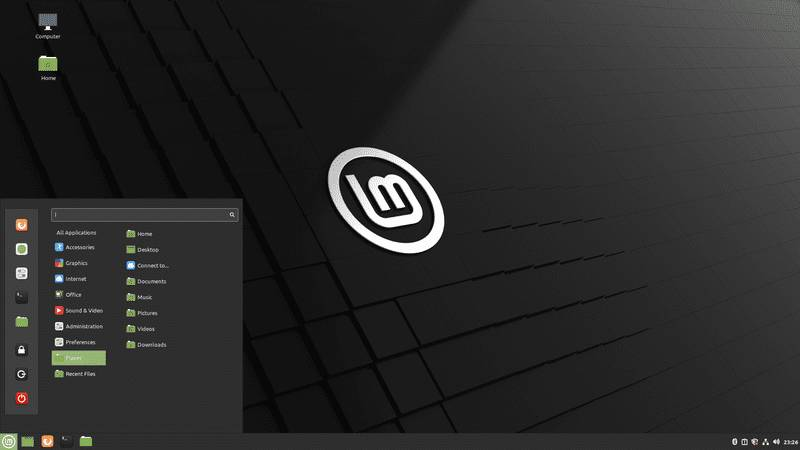 Computer
Home
All Applications
Accessories
Graphics
Internet
Office
Sound & Video
Administration
Preferences
Places
Recent Files
Home
Desktop
Connect to...
Documents
Music
Pictures
Videos
Downloads
23:26